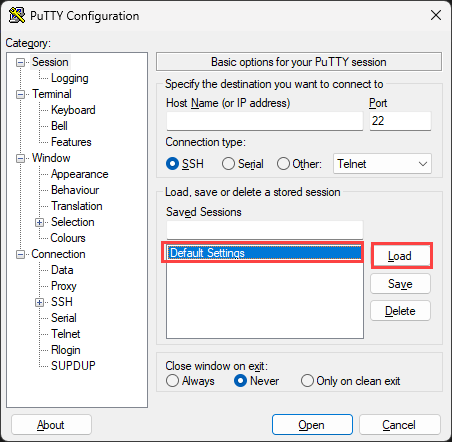 PuTTY Configuration
Category:
Session
Logging
Terminal
Keyboard
Bell
Features
Window
Appearance
Behaviour
Translation
Selection
Colours
Connection
Data
Proxy
SSH
Serial
Telnet
Rlogin
SUPDUP
Basic options for your PuTTY session
Specify the destination you want to connect to
Host Name (or IP address) Port
22
Connection type:
SSH Serial Other: Telnet
Load, save or delete a stored session
Saved Sessions
Default Settings
Load
Save
Delete
Close window on exit:
Always Never Only on clean exit
About Open Cancel